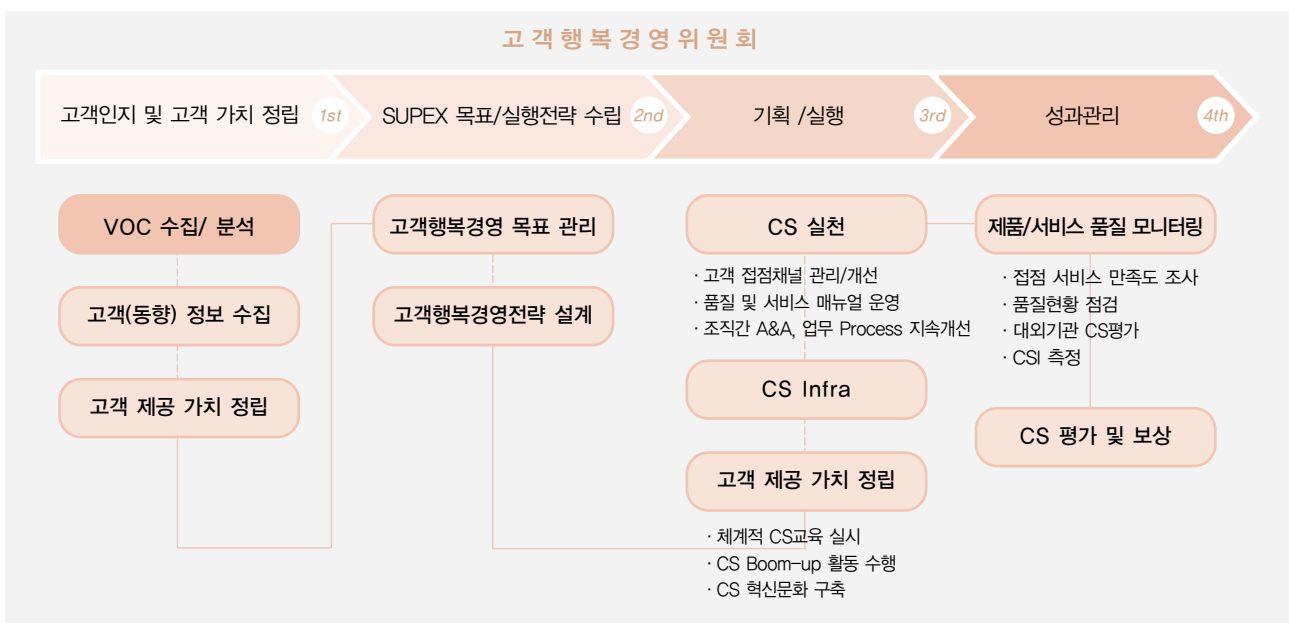 고객행복경영위원회
고객인지 및 고객 가치 정립 1st
SUPEX 목표/실행전략 수립 2nd
기획 /실행 3rd
성과관리 4th
VOC 수집/ 분석
고객(동향) 정보 수집
고객 제공 가치 정립
고객행복경영 목표 관리
고객행복경영전략 설계
CS 실천
· 고객 접점채널 관리/개선
· 품질 및 서비스 매뉴얼 운영
· 조직간 A&A, 업무 Process 지속개선
CS Infra
고객 제공 가치 정립
· 체계적 CS교육 실시
· CS Boom-up 활동 수행
· CS 혁신문화 구축
제품/서비스 품질 모니터링
· 접점 서비스 만족도 조사
· 품질현황 점검
· 대외기관 CS평가
· CSI 측정
CS 평가 및 보상